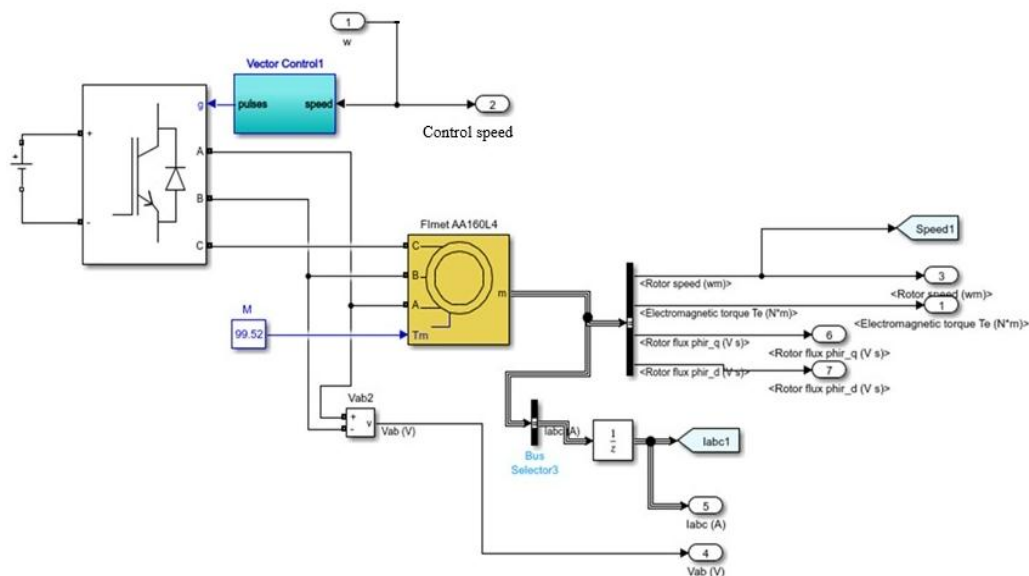 1
w
Vector Control1
g
pulses
speed
2
Control speed
+
-
A
B
C
+
FImet AA160L4
C
B
A
Tm
m
M
99.52
Speed1
<Rotor speed (wm)>
3
<Rotor speed (wm)>
<Electromagnetic torque Te (N*m)>
1
<Electromagnetic torque Te (N*m)>
<Rotor flux phir_q (V s)>
6
<Rotor flux phir_q (V s)>
<Rotor flux phir_d (V s)>
7
<Rotor flux phir_d (V s)>
Vab2
+
-
v
Vab (V)
Iabc (A)
Bus
Selector3
1
z
Iabc1
5
Iabc (A)
4
Vab (V)